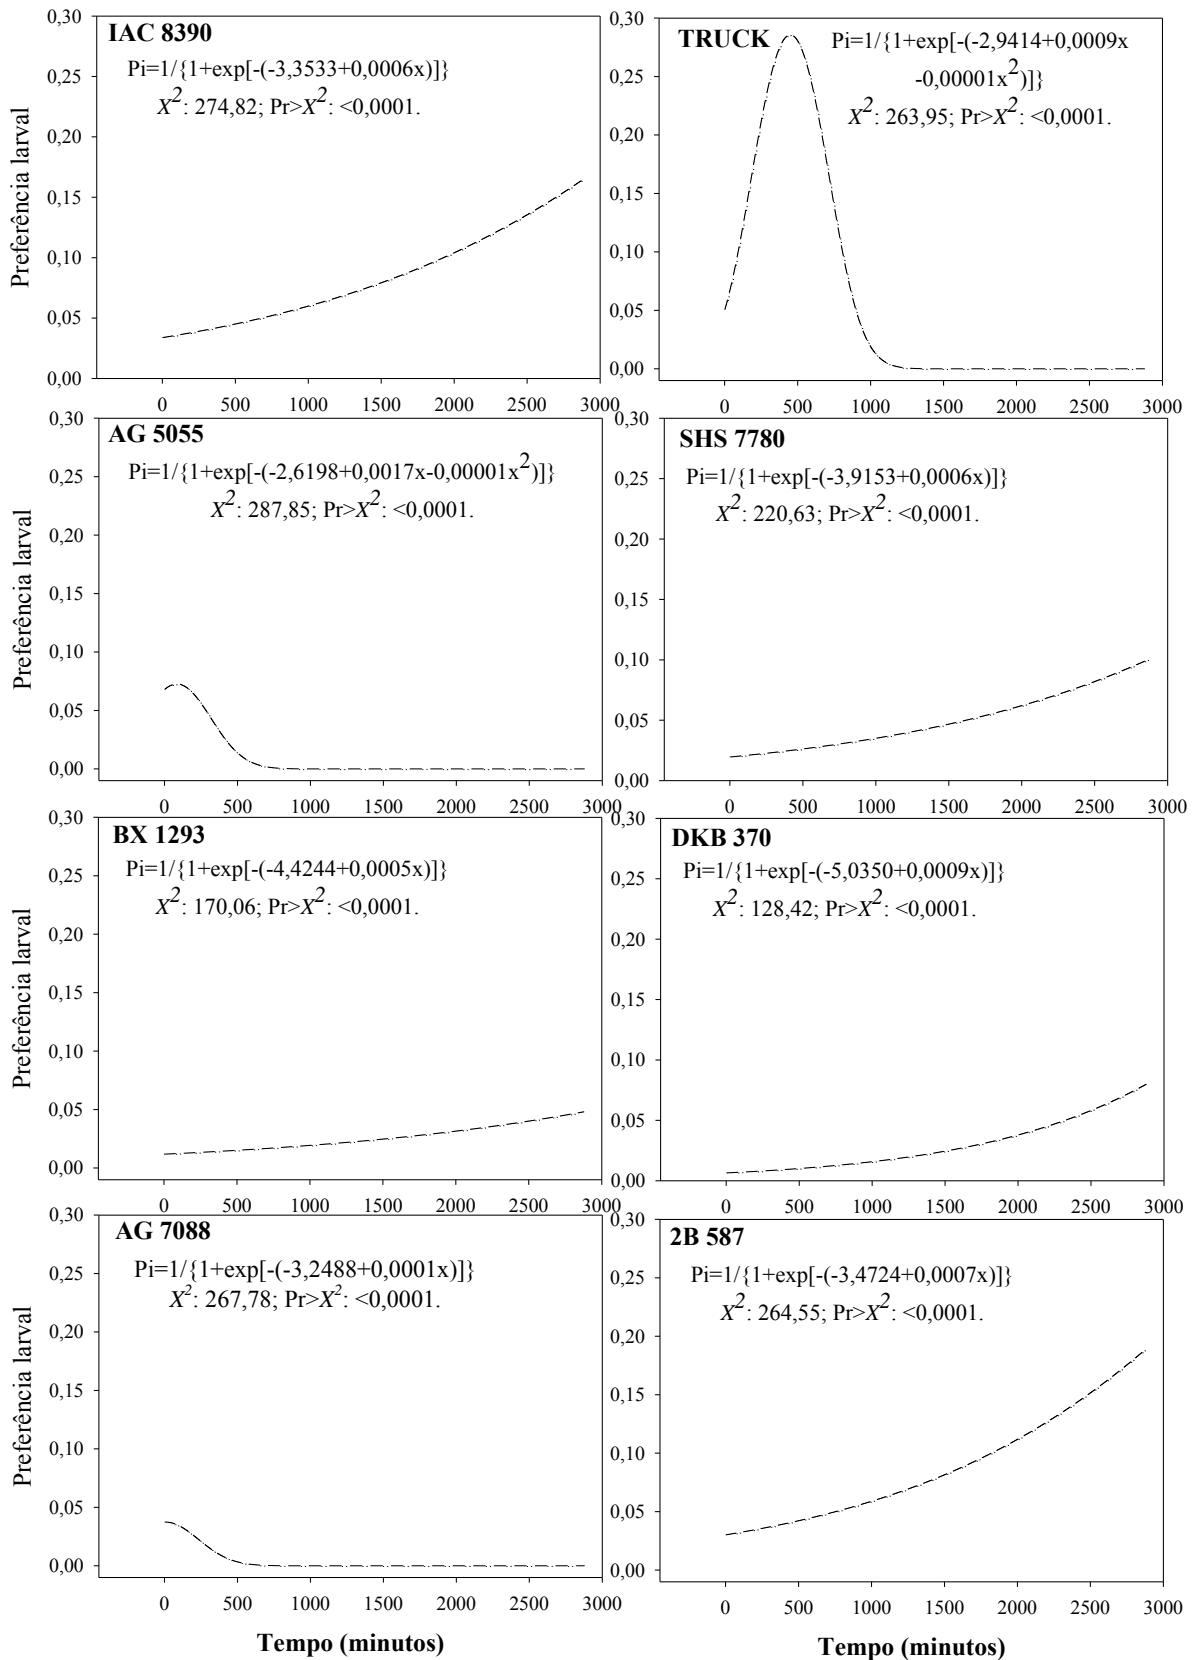 IAC 8390
Pi=1/{1+exp[-(-3,3533+0,0006x)]}
X²: 274,82; Pr>X²: <0,0001.
Preferência larval
0,30
0,25
0,20
0,15
0,10
0,05
0,00
0 500 1000 1500 2000 2500 3000
TRUCK
Pi=1/{1+exp[-(-2,9414+0,0009x
-0,00001x²)]}
X²: 263,95; Pr>X²: <0,0001.
0,30
0,25
0,20
0,15
0,10
0,05
0,00
0 500 1000 1500 2000 2500 3000
AG 5055
Pi=1/{1+exp[-(-2,6198+0,0017x-0,00001x²)]}
X²: 287,85; Pr>X²: <0,0001.
Preferência larval
0,30
0,25
0,20
0,15
0,10
0,05
0,00
0 500 1000 1500 2000 2500 3000
SHS 7780
Pi=1/{1+exp[-(-3,9153+0,0006x)]}
X²: 220,63; Pr>X²: <0,0001.
0,30
0,25
0,20
0,15
0,10
0,05
0,00
0 500 1000 1500 2000 2500 3000
BX 1293
Pi=1/{1+exp[-(-4,4244+0,0005x)]}
X²: 170,06; Pr>X²: <0,0001.
Preferência larval
0,30
0,25
0,20
0,15
0,10
0,05
0,00
0 500 1000 1500 2000 2500 3000
DKB 370
Pi=1/{1+exp[-(-5,0350+0,0009x)]}
X²: 128,42; Pr>X²: <0,0001.
0,30
0,25
0,20
0,15
0,10
0,05
0,00
0 500 1000 1500 2000 2500 3000
AG 7088
Pi=1/{1+exp[-(-3,2488+0,0001x)]}
X²: 267,78; Pr>X²: <0,0001.
Preferência larval
0,30
0,25
0,20
0,15
0,10
0,05
0,00
0 500 1000 1500 2000 2500 3000
Tempo (minutos)
2B 587
Pi=1/{1+exp[-(-3,4724+0,0007x)]}
X²: 264,55; Pr>X²: <0,0001.
0,30
0,25
0,20
0,15
0,10
0,05
0,00
0 500 1000 1500 2000 2500 3000
Tempo (minutos)